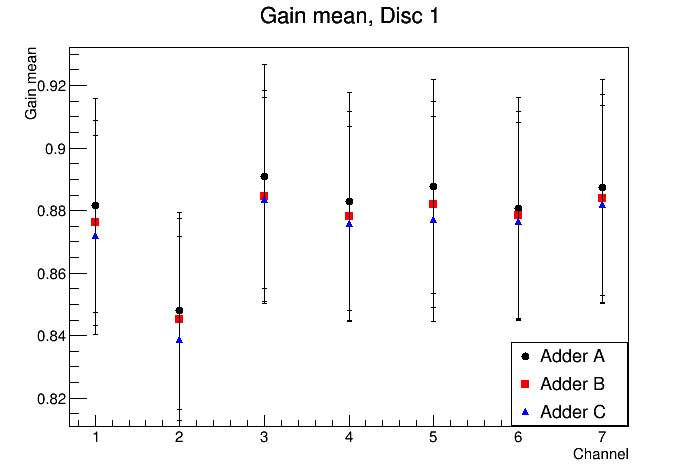 Gain mean, Disc 1
Gain mean
0.92
0.9
0.88
0.86
0.84
0.82
1 2 3 4 5 6 7
Channel
Adder A
Adder B
Adder C